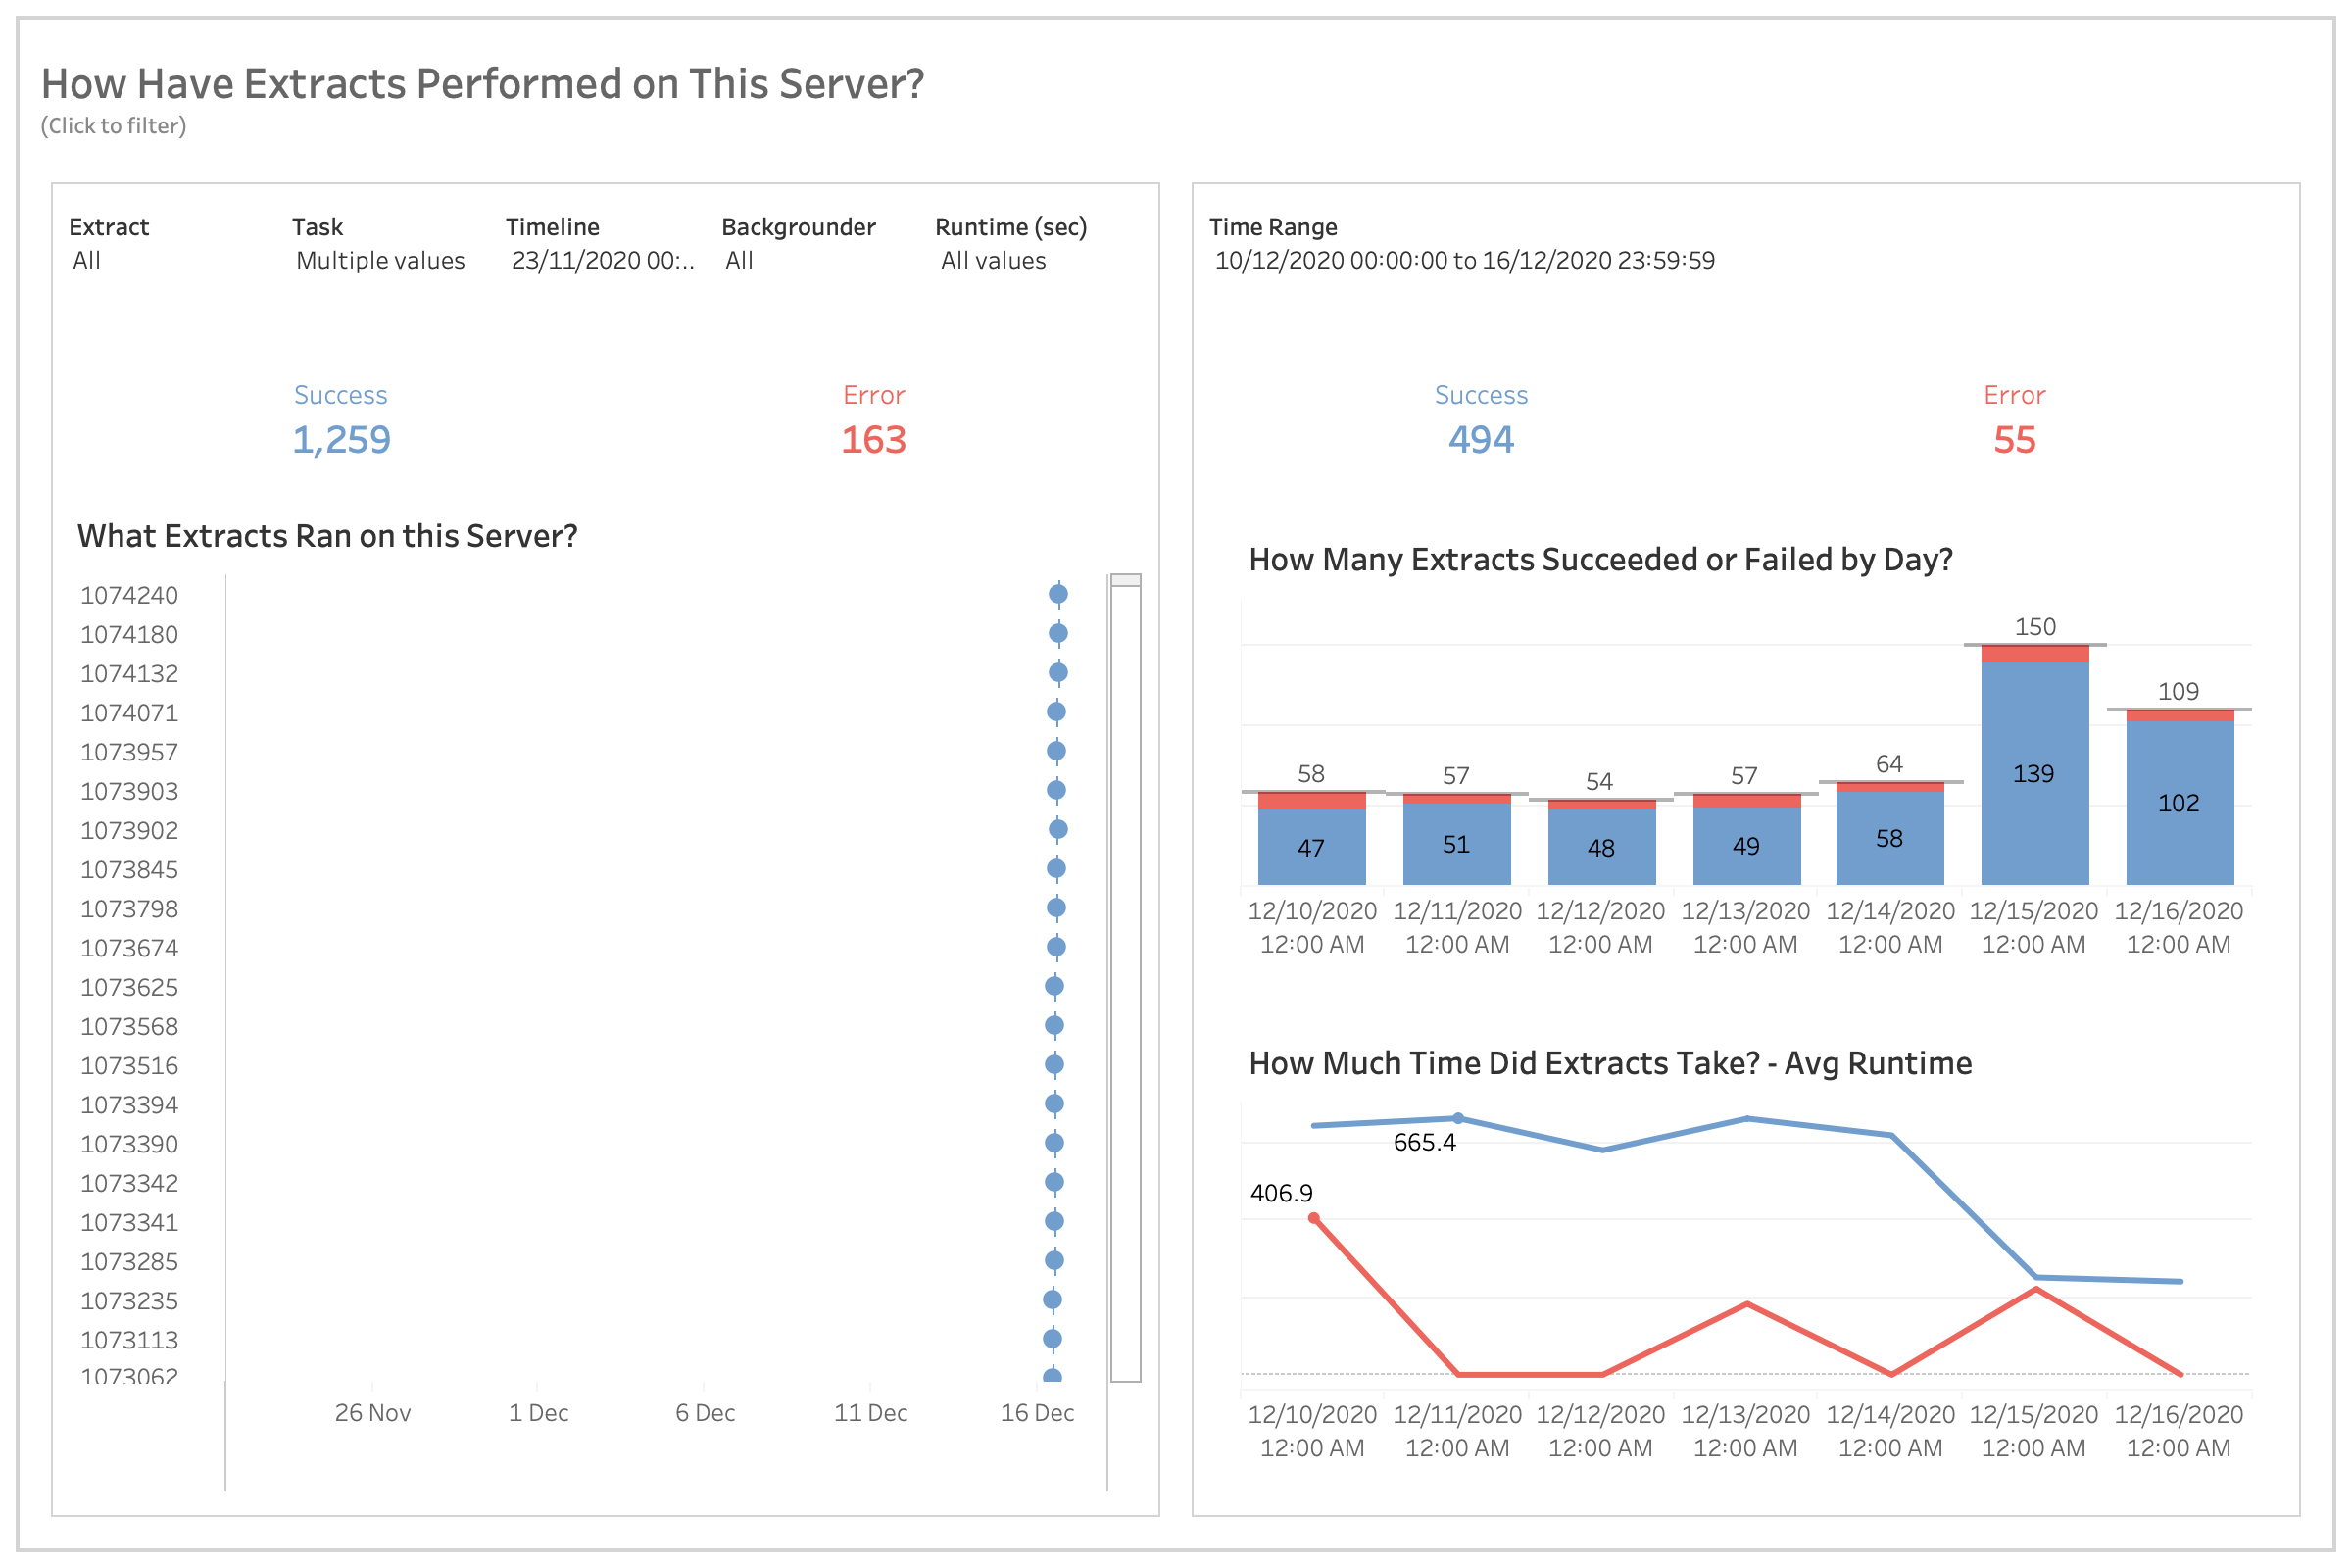 How Have Extracts Performed on This Server?
(Click to filter)
Extract Task Timeline Backgrounder Runtime (sec)
All Multiple values 23/11/2020 00:.. All All values
Success Error
1,259 163
What Extracts Ran on this Server?
1074240
1074180
1074132
1074071
1073957
1073903
1073902
1073845
1073798
1073674
1073625
1073568
1073516
1073394
1073390
1073342
1073341
1073285
1073235
1073113
1073062
26 Nov 1 Dec 6 Dec 11 Dec 16 Dec
Time Range
10/12/2020 00:00:00 to 16/12/2020 23:59:59
Success Error
494 55
How Many Extracts Succeeded or Failed by Day?
58 57 54 57 64 150 109
47 51 48 49 58 139 102
12/10/2020 12/11/2020 12/12/2020 12/13/2020 12/14/2020 12/15/2020 12/16/2020
12:00 AM 12:00 AM 12:00 AM 12:00 AM 12:00 AM 12:00 AM 12:00 AM
How Much Time Did Extracts Take? - Avg Runtime
665.4
406.9
12/10/2020 12/11/2020 12/12/2020 12/13/2020 12/14/2020 12/15/2020 12/16/2020
12:00 AM 12:00 AM 12:00 AM 12:00 AM 12:00 AM 12:00 AM 12:00 AM